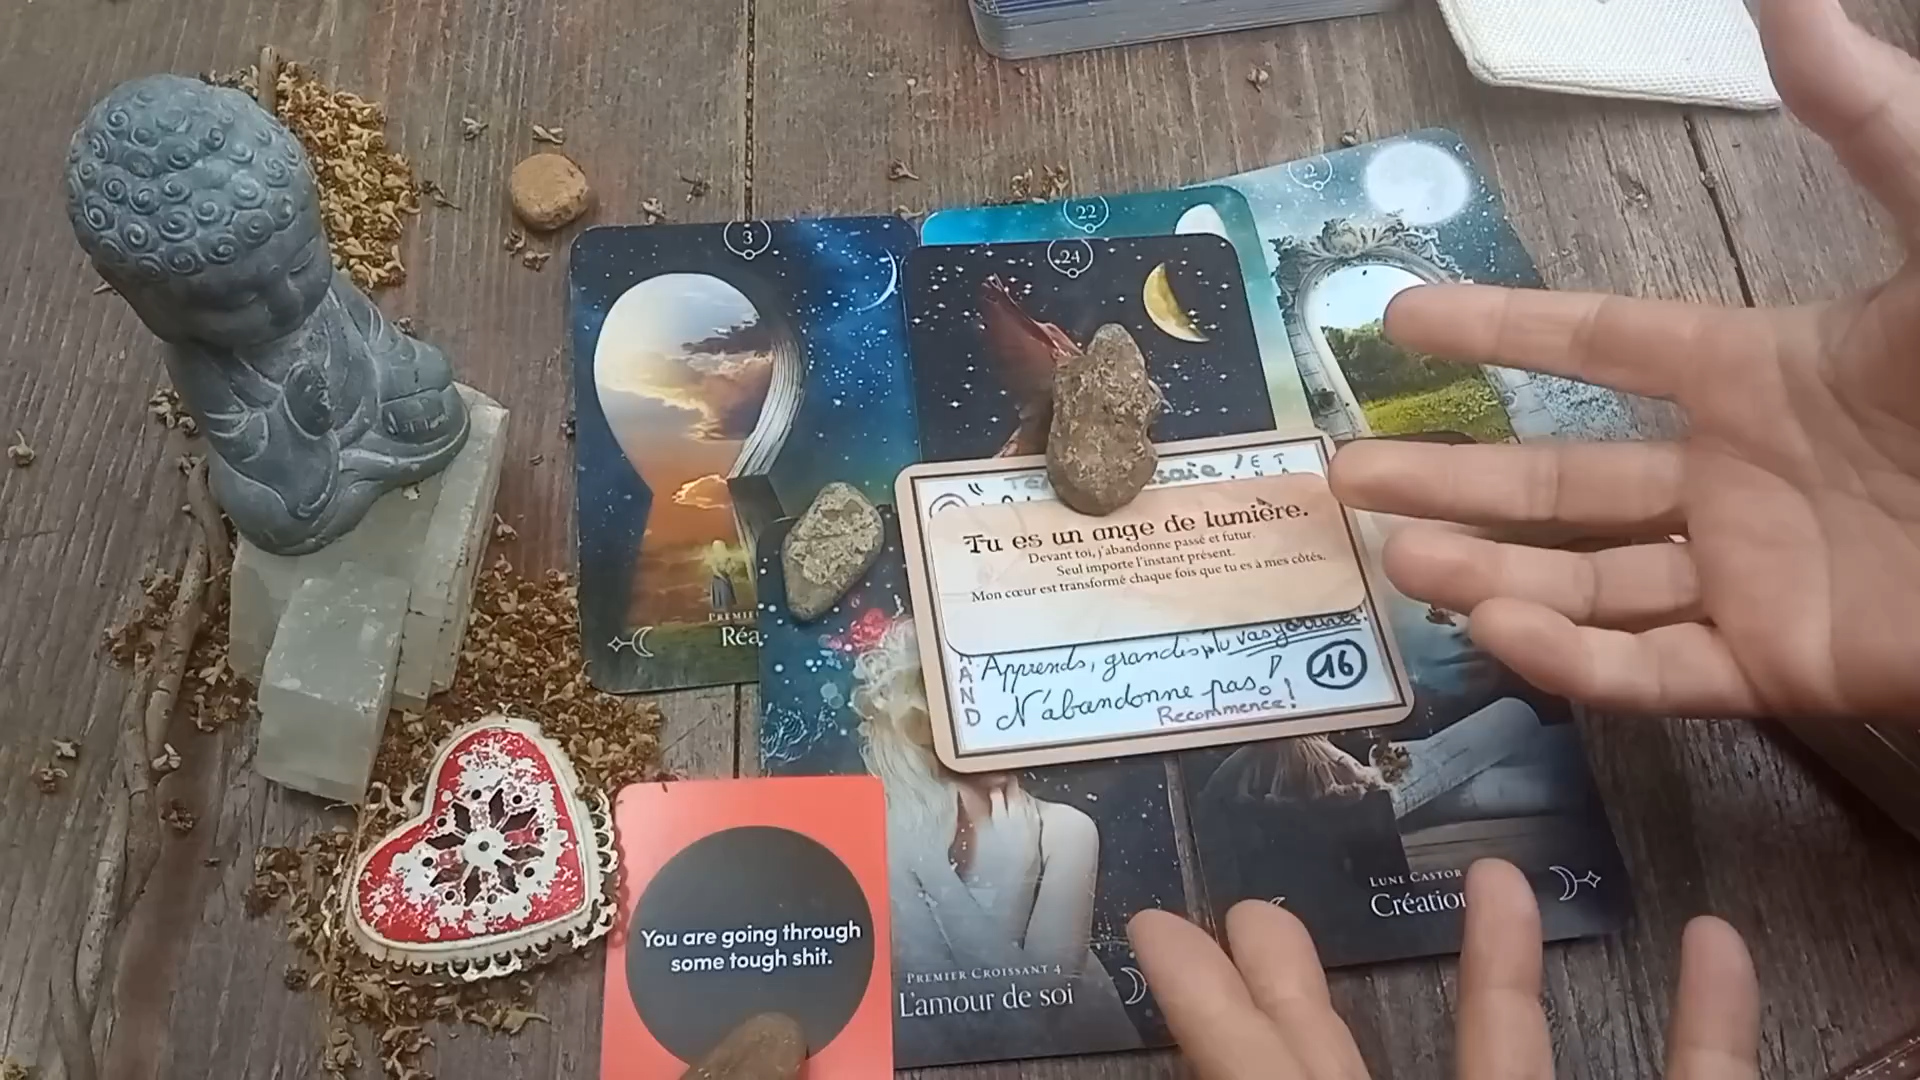 3
22
2
24
Tu es un ange de lumière.
Devant toi, j'abandonne passé et futur.
Seul importe l'instant présent.
Mon cœur est transformé chaque fois que tu es à mes côtés.
Apprends, grandis, tu vas y arriver!
N'abandonne pas!
Recommence!
16
AND
PREMIE
Réa
You are going through
some tough shit.
PREMIER CROISSANT 4
L'amour de soi
LUNE CASTOR
Création